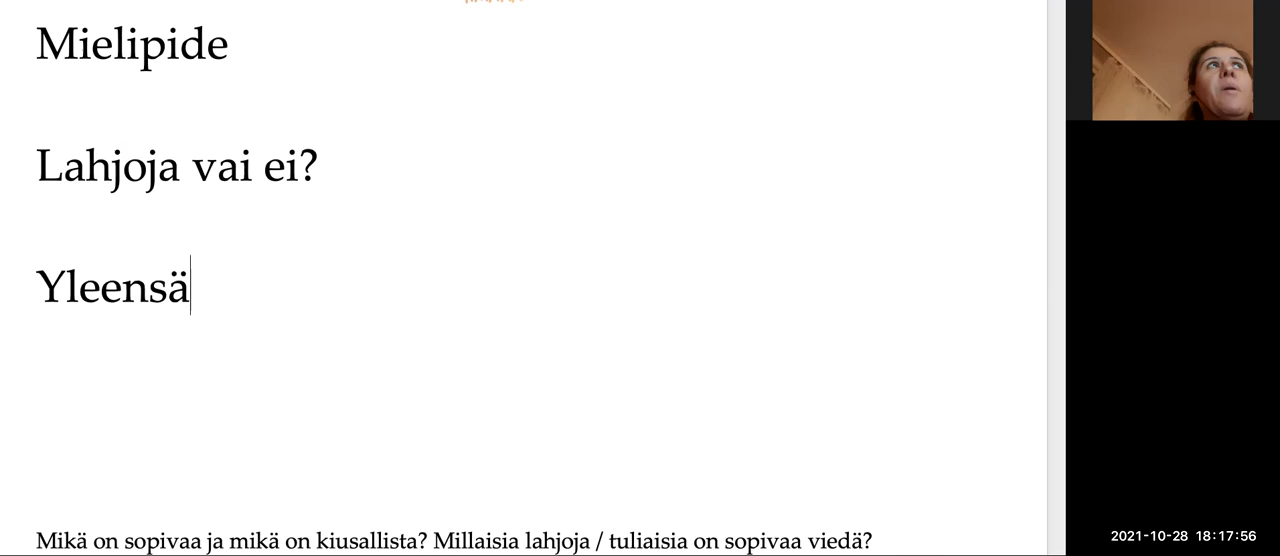 Mielipide
Lahjoja vai ei?
Yleensä
Mikä on sopivaa ja mikä on kiusallista? Millaisia lahjoja / tuliaisia on sopivaa viedä?
2021-10-28 18:17:56